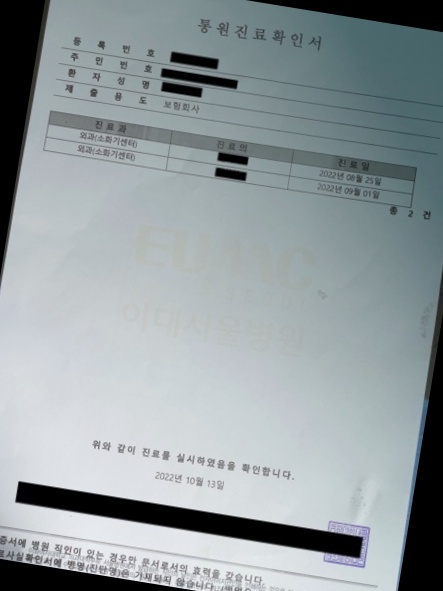 통원진료확인서
등 록 번 호
주 민 번 호
환 자 성 명
제 출 용 도 보험회사
진료과 진료의 진료일
외과(소화기센터) 2022년 08월 25일
외과(소화기센터) 2022년 09월 01일
총 2 건
EUMC
이대서울병원
위와 같이 진료를 실시하였음을 확인합니다.
2022년 10월 13일
증서에 병원 직인이 있는 경우만 문서로서의 효력을 갖습니다
료사실확인서에 병명(진단명)은 기재되지 않습니다